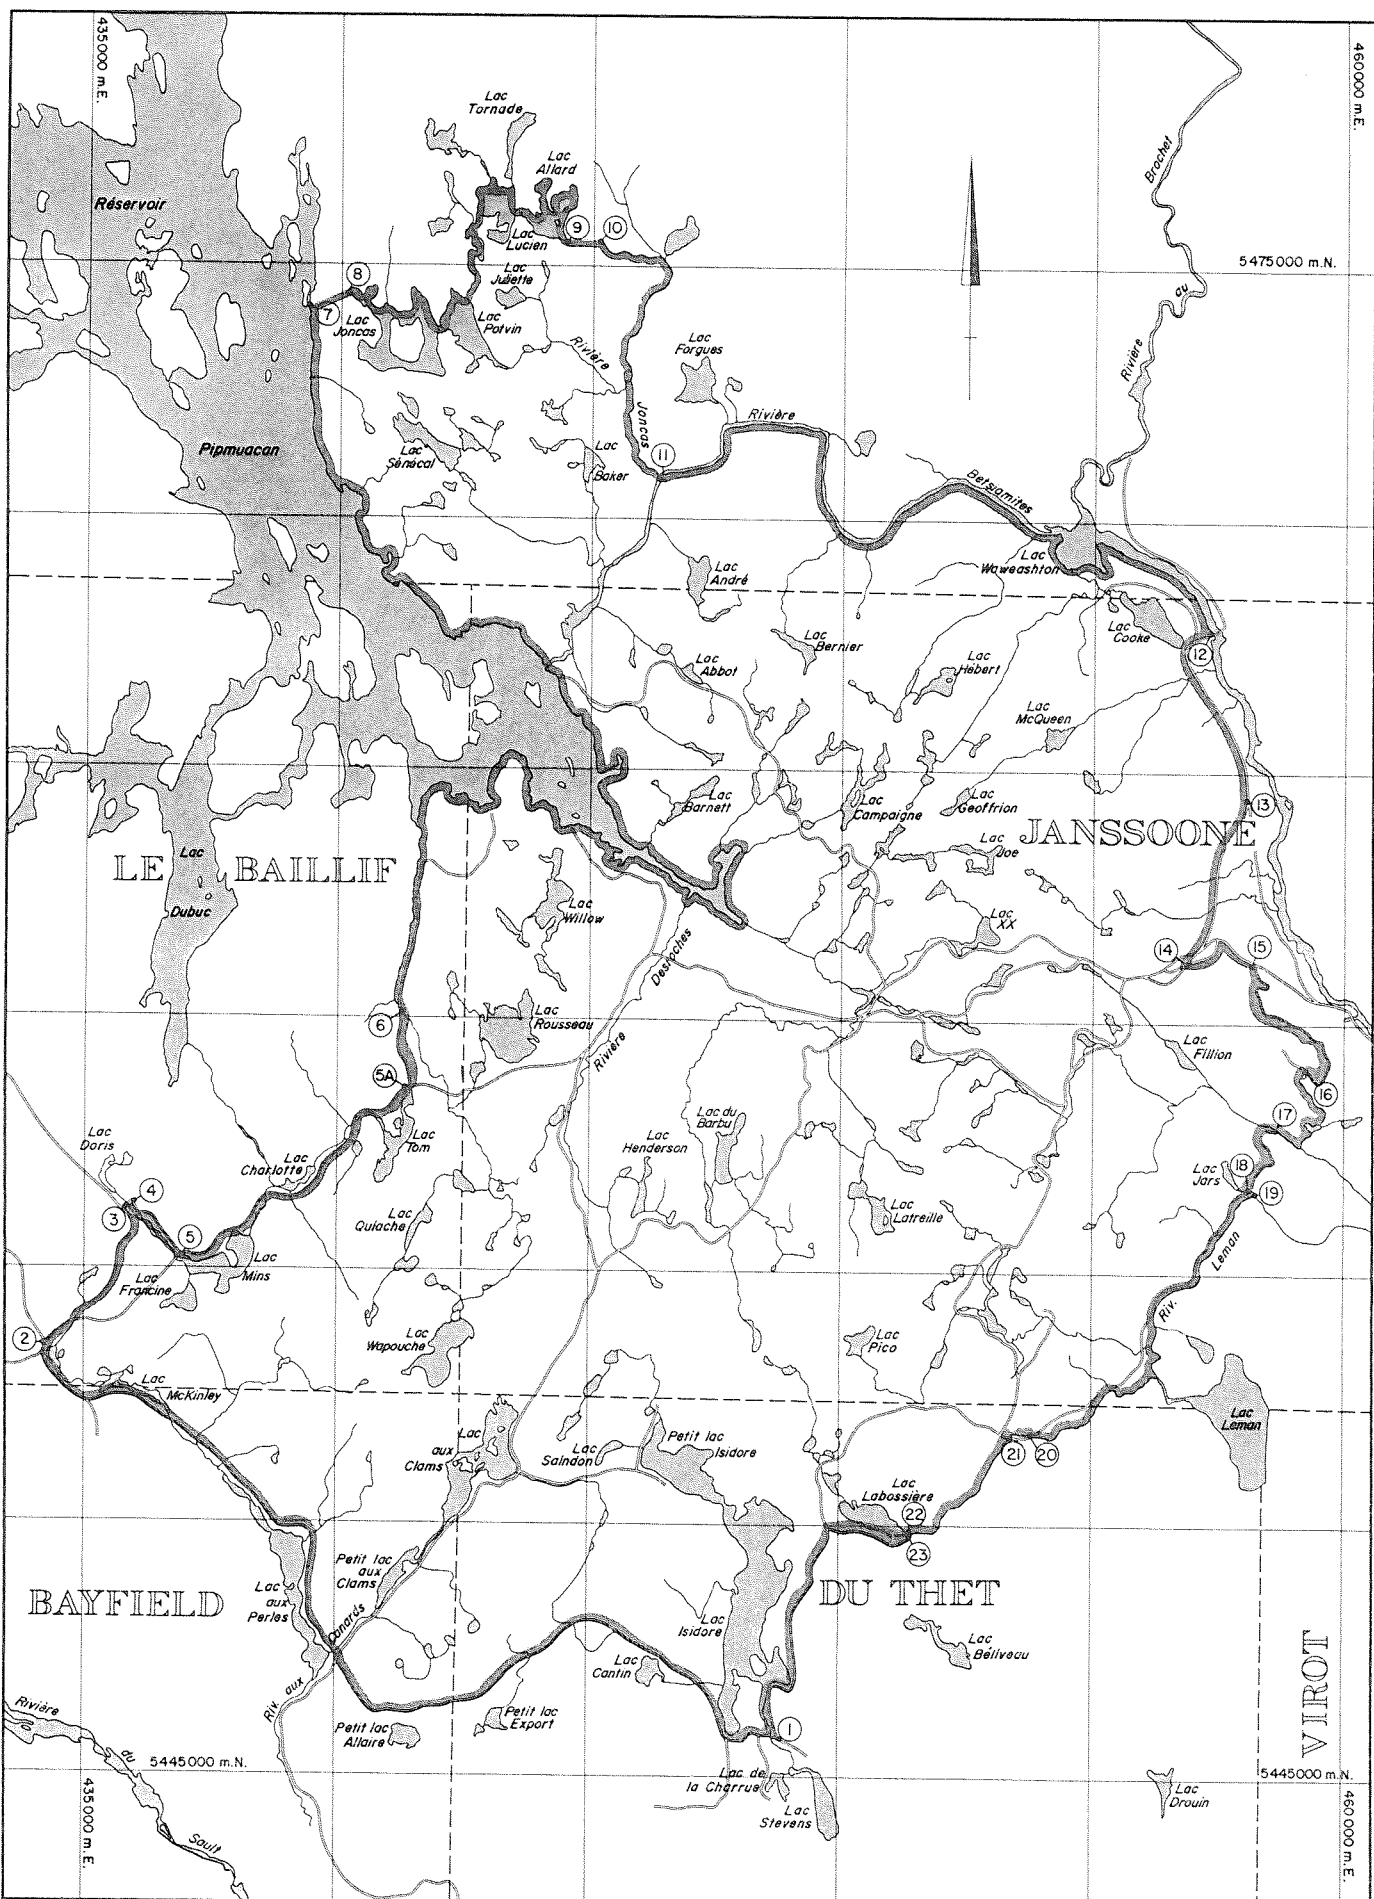 435000 m.E.
460000 m.E.
Lac
Tornade
Lac
Allard
Brochet
Réservoir
9
10
Lac
Lucien
au
5475000 m.N.
8
Lac
Juliette
7
Lac
Joncas
Lac
Potvin
Rivière
Rivière
Lac
Forgues
Joncas
Rivière
Pipmuacan
Lac
Sénécal
Lac
Baker
11
Betsiamites
Lac
Waweashton
Lac
André
Lac
Cooke
12
Lac
Bernier
Lac
Abbot
Lac
Hébert
Lac
McQueen
Lac
Barnett
Lac
Campaigne
Lac
Geoffrion
13
JANSSOONE
Lac
Joe
LE BAILLIF
Lac
Dubuc
Lac
Willow
Lac
XX
Desroches
Rivière
14
15
6
Lac
Rousseau
Lac
Fillion
5A
16
Lac
Tom
Lac du
Barbu
Lac
Henderson
17
Lac
Doris
Lac
Charlotte
18
Lac
Jars
19
4
3
Lac
Quiache
Lac
Latreille
5
Lac
Mins
Leman
Riv.
Lac
Francine
2
Lac
Wapouche
Lac
Pico
Lac
McKinley
Lac
Leman
Lac
aux
Clams
Petit lac
Isidore
Lac
Saindon
21
20
Lac
Labossière
22
23
Petit lac
aux
Clams
BAYFIELD
Lac
aux
Perles
DU THET
Canards
Riv. aux
Lac
Isidore
Lac
Béliveau
Lac
Cantin
VIROT
Rivière
du
Sault
Petit lac
Export
Petit lac
Allaire
1
5445000 m.N.
5445000 m.N.
Lac de
la Charrue
Lac
Stevens
Lac
Drouin
435000 m.E.
460000 m.E.